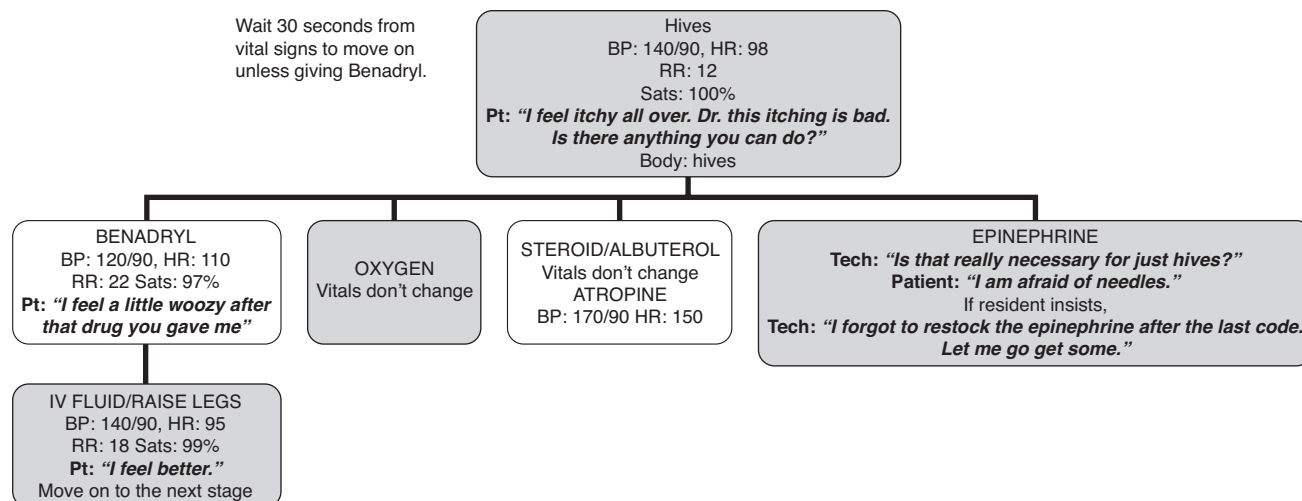 Wait 30 seconds from
vital signs to move on
unless giving Benadryl.
Hives
BP: 140/90, HR: 98
RR: 12
Sats: 100%
Pt: “I feel itchy all over. Dr. this itching is bad.
Is there anything you can do?”
Body: hives
BENADRYL
BP: 120/90, HR: 110
RR: 22 Sats: 97%
Pt: “I feel a little woozy after
that drug you gave me”
OXYGEN
Vitals don’t change
STEROID/ALBUTEROL
Vitals don’t change
ATROPINE
BP: 170/90 HR: 150
EPINEPHRINE
Tech: “Is that really necessary for just hives?”
Patient: “I am afraid of needles.”
If resident insists,
Tech: “I forgot to restock the epinephrine after the last code.
Let me go get some.”
IV FLUID/RAISE LEGS
BP: 140/90, HR: 95
RR: 18 Sats: 99%
Pt: “I feel better.”
Move on to the next stage